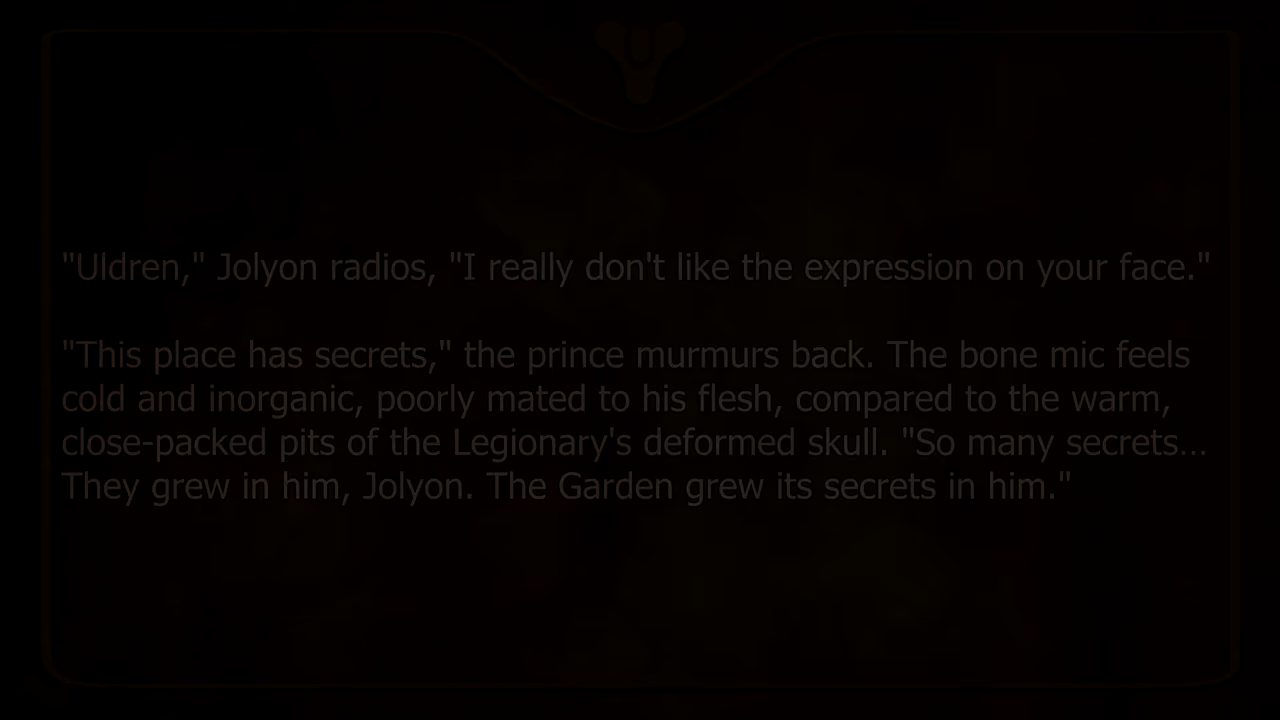 "Uldren," Jolyon radios, "I really don't like the expression on your face."
"This place has secrets," the prince murmurs back. The bone mic feels
cold and inorganic, poorly mated to his flesh, compared to the warm,
close-packed pits of the Legionary's deformed skull. "So many secrets...
They grew in him, Jolyon. The Garden grew its secrets in him."